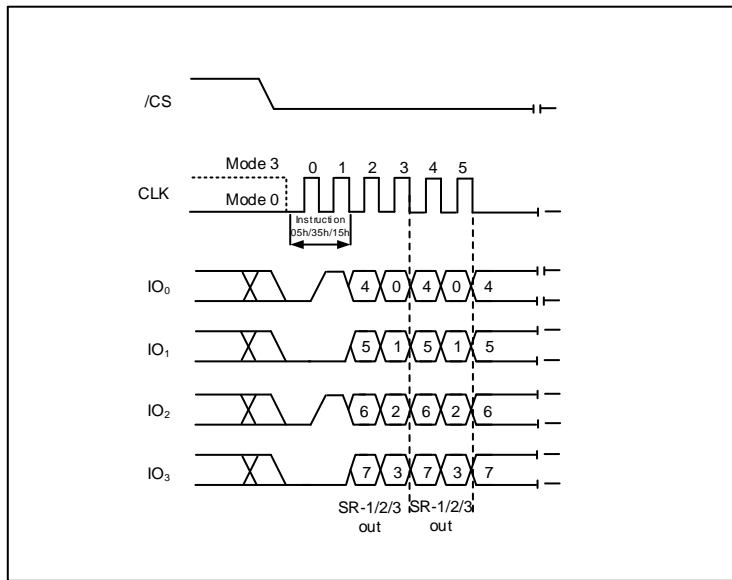 /CS
Mode 3 0 1 2 3 4 5
CLK
Mode 0
Instruction
05h/35h/15h
IO₀ 4 0 4 0 4
IO₁ 5 1 5 1 5
IO₂ 6 2 6 2 6
IO₃ 7 3 7 3 7
SR-1/2/3 SR-1/2/3
out out